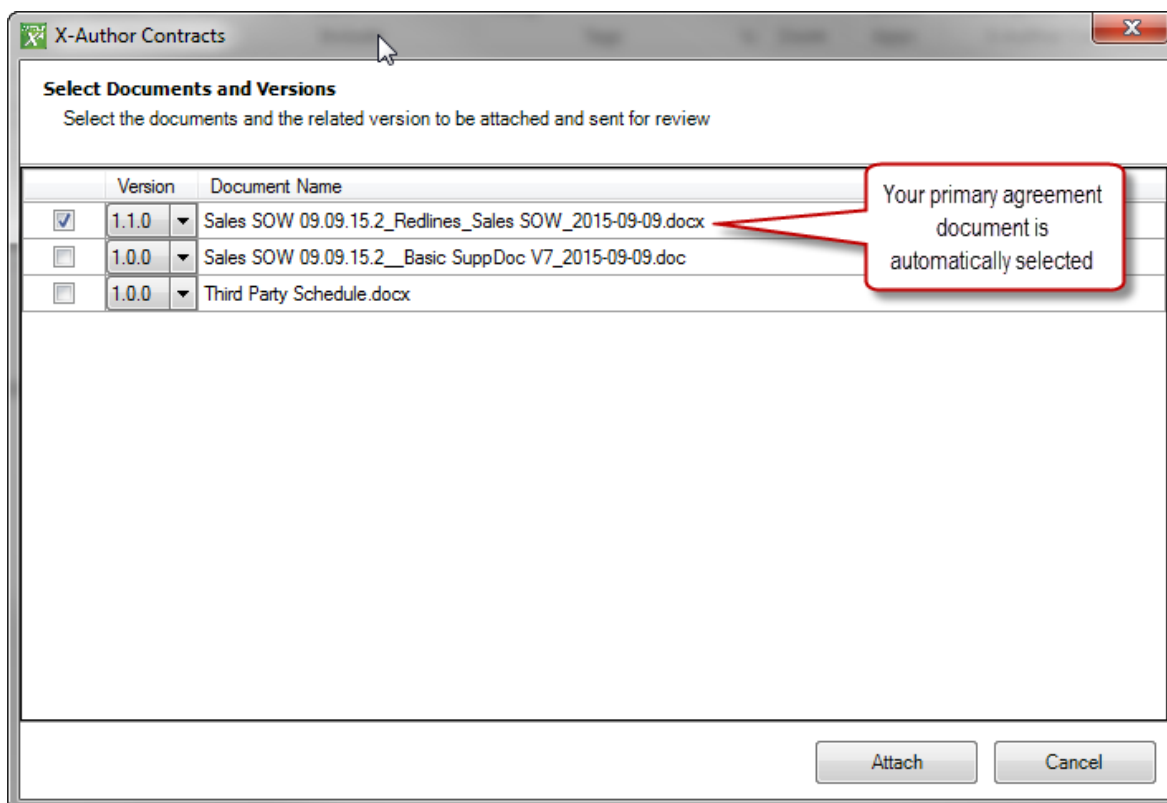 X-Author Contracts
X
Select Documents and Versions
Select the documents and the related version to be attached and sent for review
Version Document Name
1.1.0 Sales SOW 09.09.15.2_Redlines_Sales SOW_2015-09-09.docx
1.0.0 Sales SOW 09.09.15.2__Basic SuppDoc V7_2015-09-09.doc
1.0.0 Third Party Schedule.docx
Your primary agreement
document is
automatically selected
Attach Cancel